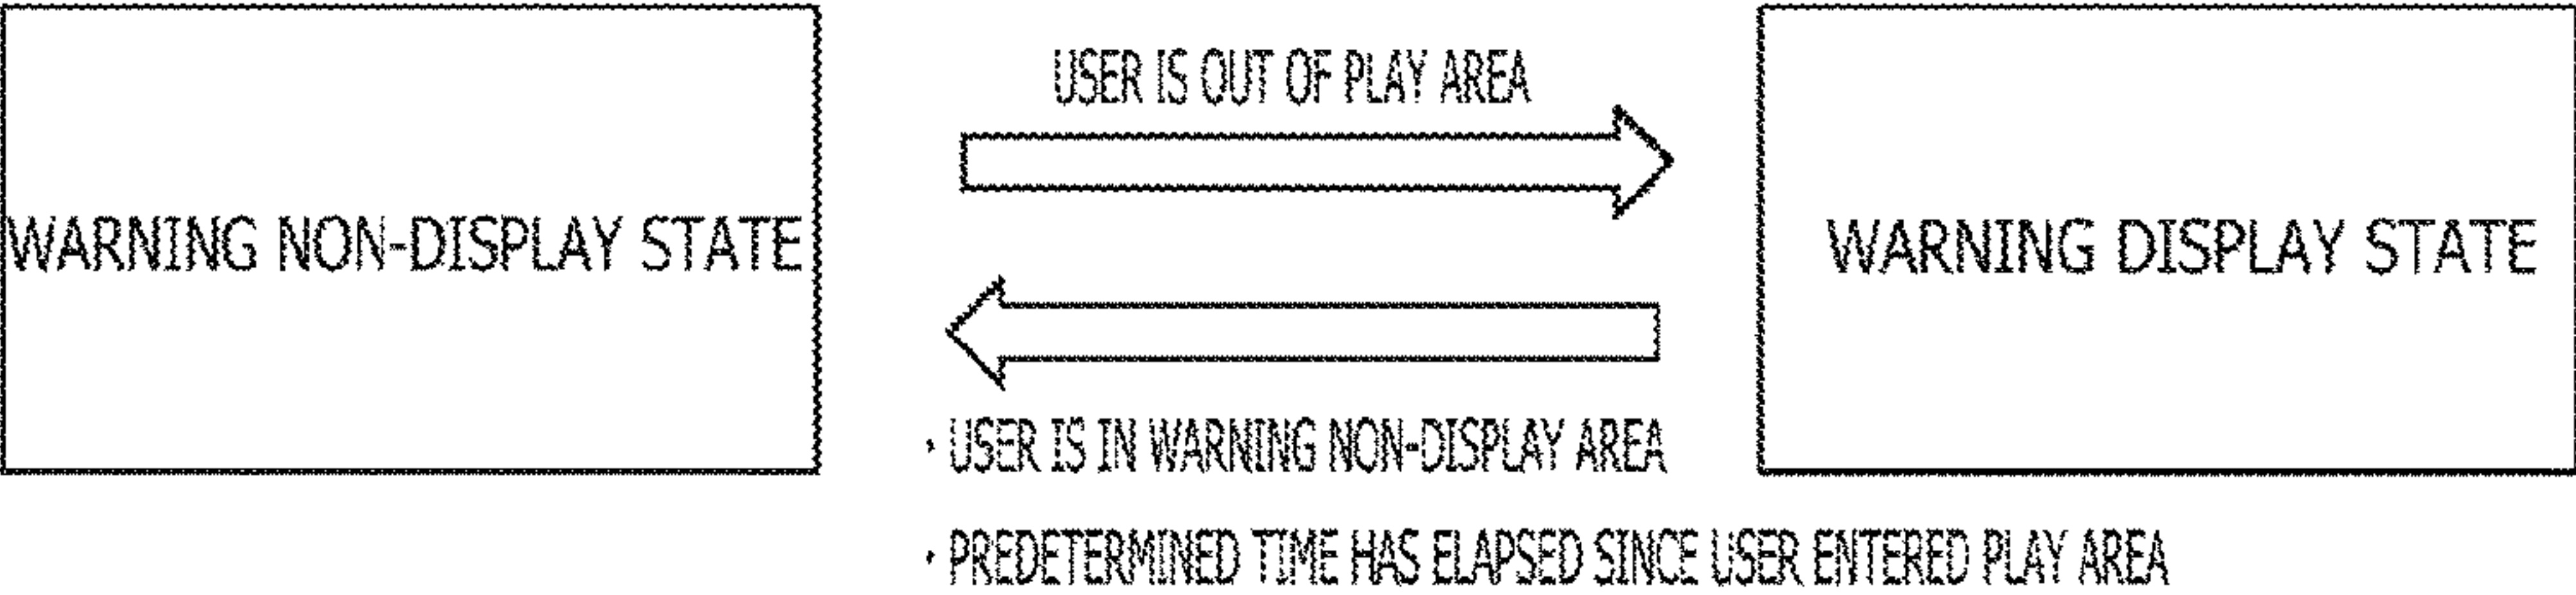 USER IS OUT OF PLAY AREA
WARNING NON-DISPLAY STATE
WARNING DISPLAY STATE
· USER IS IN WARNING NON-DISPLAY AREA
· PREDETERMINED TIME HAS ELAPSED SINCE USER ENTERED PLAY AREA